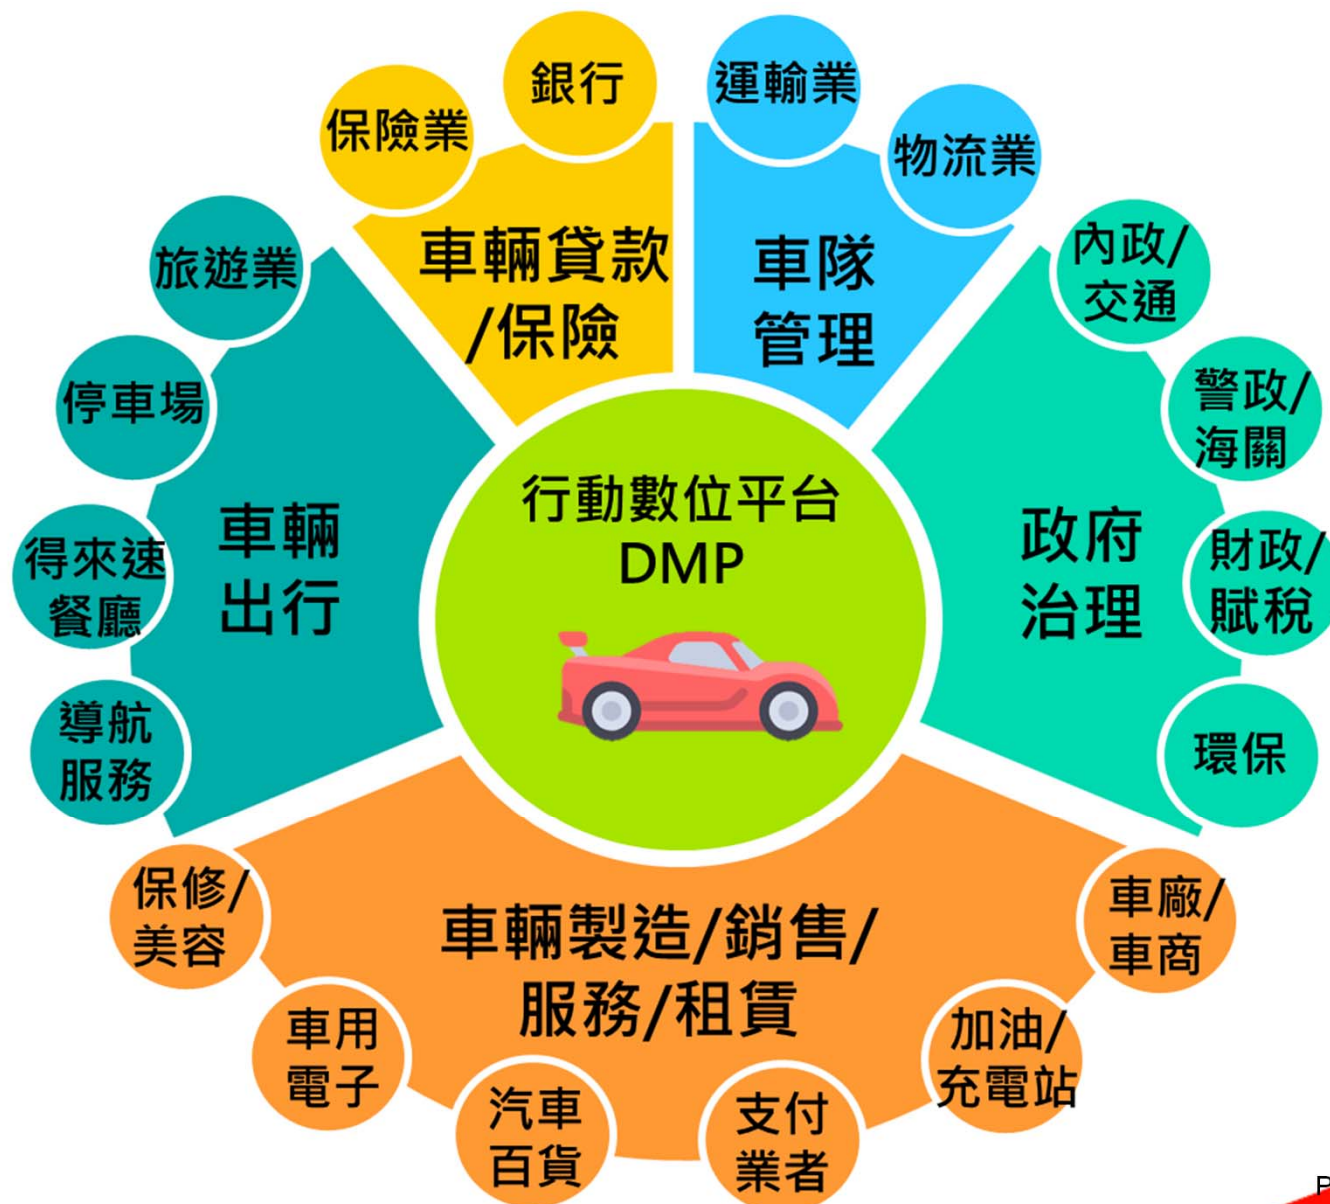 銀行
保險業
車輛貸款
/保險
運輸業
物流業
車隊
管理
內政/
交通
警政/
海關
財政/
賦稅
環保
政府
治理
旅遊業
停車場
得來速
餐廳
導航
服務
車輛
出行
行動數位平台
DMP
車輛製造/銷售/
服務/租賃
保修/
美容
車用
電子
汽車
百貨
支付
業者
加油/
充電站
車廠/
車商
P